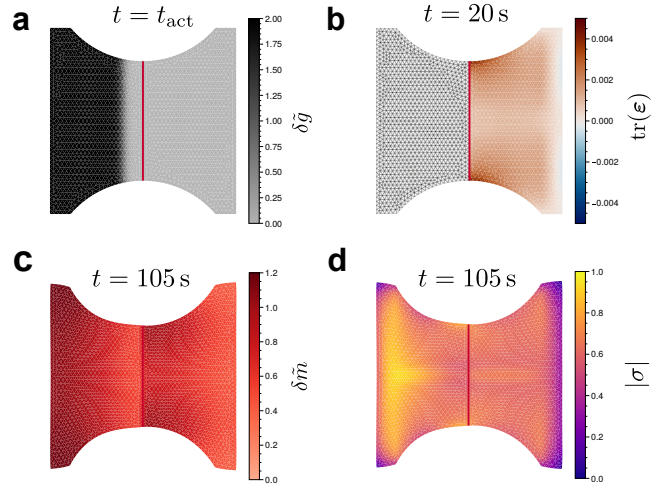 a
t = t_act
2.00
1.75
1.50
1.25
1.00
0.75
0.50
0.25
0.00
δg̃
b
t = 20 s
0.004
0.002
0.000
−0.002
−0.004
tr(ε)
c
t = 105 s
1.2
1.0
0.8
0.6
0.4
0.2
0.0
δm̃
d
t = 105 s
1.0
0.8
0.6
0.4
0.2
0.0
|σ|